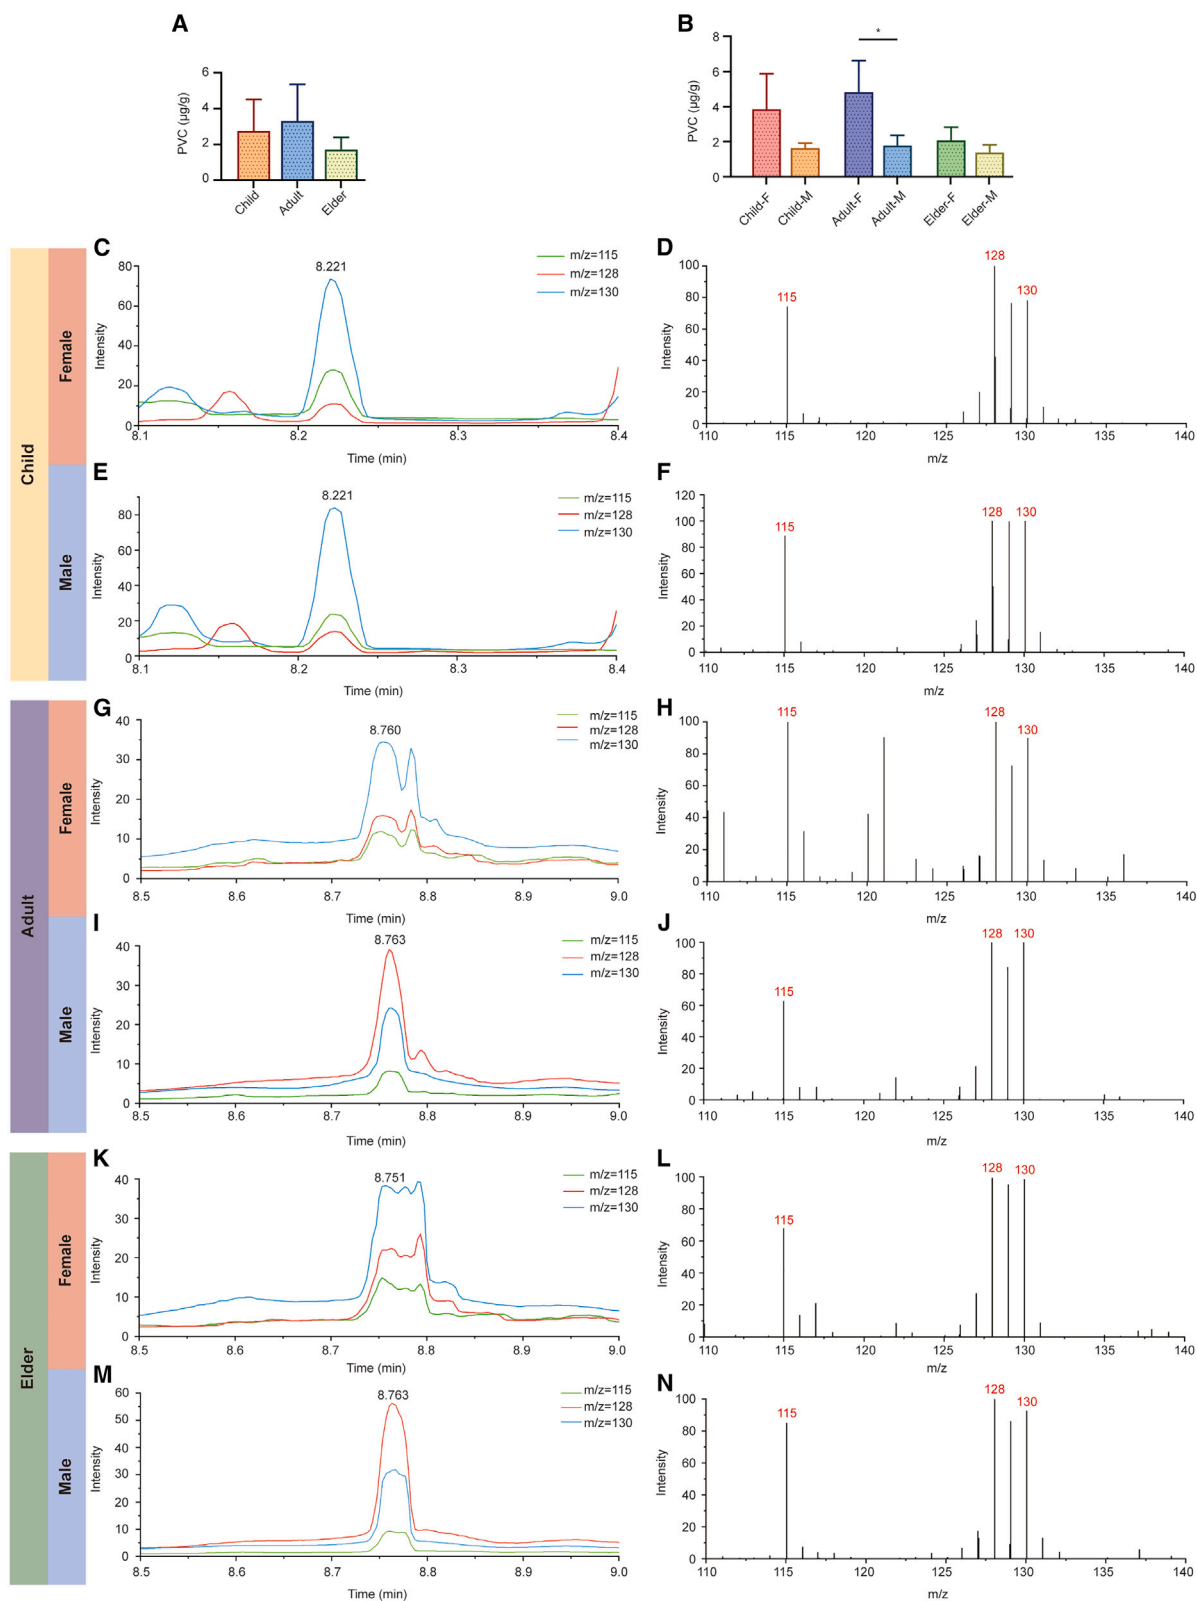 A
PVC (µg/g)
6
4
2
0
Child
Adult
Elder
B
PVC (µg/g)
8
6
4
2
0
*
Child-F
Child-M
Adult-F
Adult-M
Elder-F
Elder-M
Child
Female
C
Intensity
80
60
40
20
0
8.221
m/z=115
m/z=128
m/z=130
8.1
8.2
8.3
8.4
Time (min)
D
Intensity
100
80
60
40
20
0
115
128
130
110
115
120
125
130
135
140
m/z
Male
E
Intensity
80
60
40
20
0
8.221
m/z=115
m/z=128
m/z=130
8.1
8.2
8.3
8.4
Time (min)
F
Intensity
120
100
80
60
40
20
0
115
128
130
110
115
120
125
130
135
140
m/z
Adult
Female
G
Intensity
40
30
20
10
0
8.760
m/z=115
m/z=128
m/z=130
8.5
8.6
8.7
8.8
8.9
9.0
Time (min)
H
Intensity
100
80
60
40
20
0
115
128
130
110
115
120
125
130
135
140
m/z
Male
I
Intensity
40
30
20
10
0
8.763
m/z=115
m/z=128
m/z=130
8.5
8.6
8.7
8.8
8.9
9.0
Time (min)
J
Intensity
100
80
60
40
20
0
115
128
130
110
115
120
125
130
135
140
m/z
Elder
Female
K
Intensity
40
30
20
10
0
8.751
m/z=115
m/z=128
m/z=130
8.5
8.6
8.7
8.8
8.9
9.0
Time (min)
L
Intensity
100
80
60
40
20
0
115
128
130
110
115
120
125
130
135
140
m/z
Male
M
Intensity
60
50
40
30
20
10
0
8.763
m/z=115
m/z=128
m/z=130
8.5
8.6
8.7
8.8
8.9
9.0
Time (min)
N
Intensity
100
80
60
40
20
0
115
128
130
110
115
120
125
130
135
140
m/z